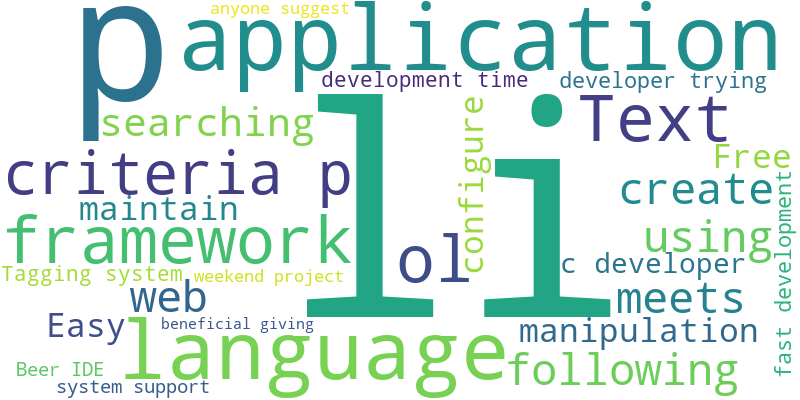 anyone suggest
p
application
development time
developer trying
li
searching
Text
configure
Free
criteria p
create
maintain
fast development
framework
using
ol
c developer
Tagging system
weekend project
web
meets
Easy
beneficial giving
manipulation
language
following
Beer IDE
system support